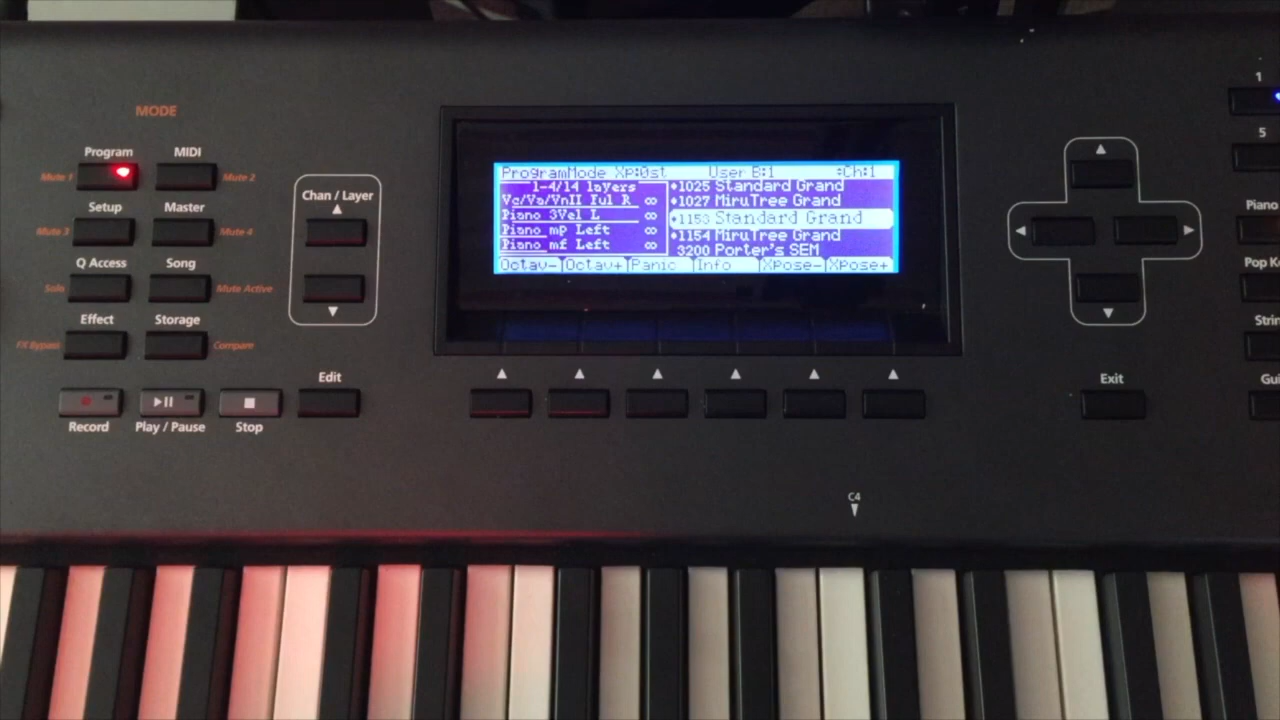 MODE
Program
MIDI
Mute 1
Mute 2
Setup
Master
Mute 3
Mute 4
Q Access
Song
Solo
Mute Active
Effect
Storage
FX Bypass
Compare
Record
Play / Pause
Stop
Edit
Chan / Layer
ProgramMode Xp:0st User B:1 Ch:1
1-4/14 layers
Vc/Va/VnII Ful R
Piano 3Vel L
Piano mp Left
Piano mf Left
1025 Standard Grand
1027 MiruTree Grand
1153 Standard Grand
1154 MiruTree Grand
3200 Porter's SEM
Octav- Octav+ Panic Info Xpose- Xpose+
Exit
C4
1
5
Piano
Pop Ke
Strin
Gui